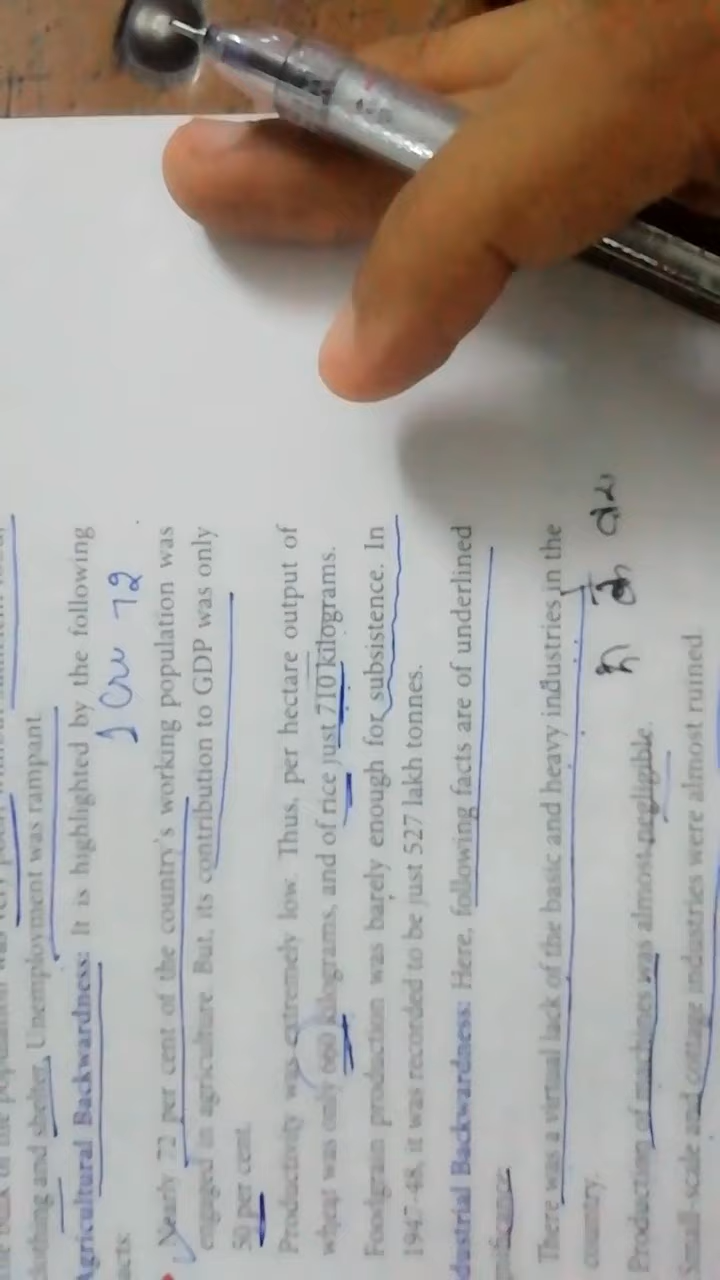 clothing and shelter. Unemployment was rampant.
Agricultural Backwardness: It is highlighted by the following
acts
72
Nearly 72 per cent of the country's working population was
engaged in agriculture. But, its contribution to GDP was only
50 per cent.
Productivity was extremely low. Thus, per hectare output of
wheat was only 660 kilograms, and of rice just 710 kilograms.
Foodgrain production was barely enough for subsistence. In
1947-48, it was recorded to be just 527 lakh tonnes.
dustrial Backwardness: Here, following facts are of underlined
nificance
There was a virtual lack of the basic and heavy industries in the
country.
Producting of machines was almost negligible.
Small-scale and cottage industries were almost ruined.